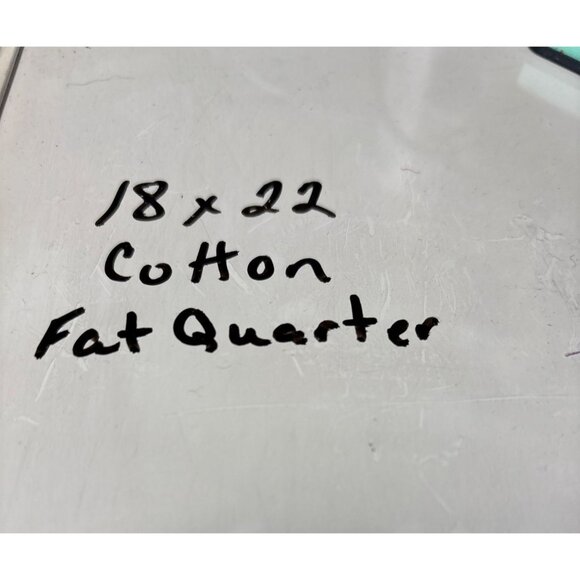 18 x 22
Cotton
Fat Quarter